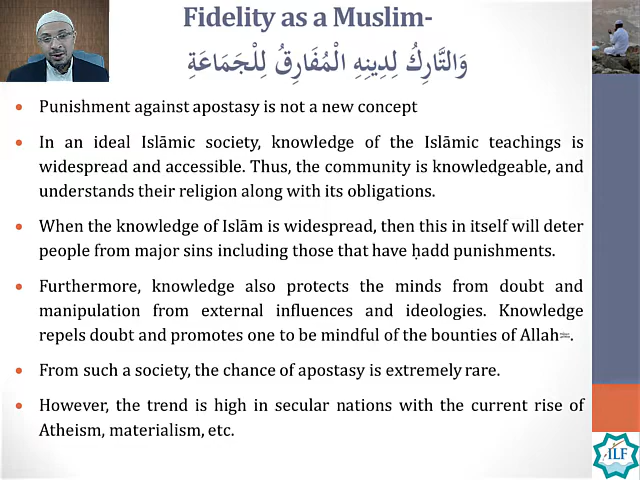 Fidelity as a Muslim-
وَالتَّارِكُ لِدِينِهِ الْمُفَارِقُ لِلْجَمَاعَةِ
• Punishment against apostasy is not a new concept
• In an ideal Islāmic society, knowledge of the Islāmic teachings is
widespread and accessible. Thus, the community is knowledgeable, and
understands their religion along with its obligations.
• When the knowledge of Islām is widespread, then this in itself will deter
people from major sins including those that have ḥadd punishments.
• Furthermore, knowledge also protects the minds from doubt and
manipulation from external influences and ideologies. Knowledge
repels doubt and promotes one to be mindful of the bounties of Allah.
• From such a society, the chance of apostasy is extremely rare.
• However, the trend is high in secular nations with the current rise of
Atheism, materialism, etc.
ILF